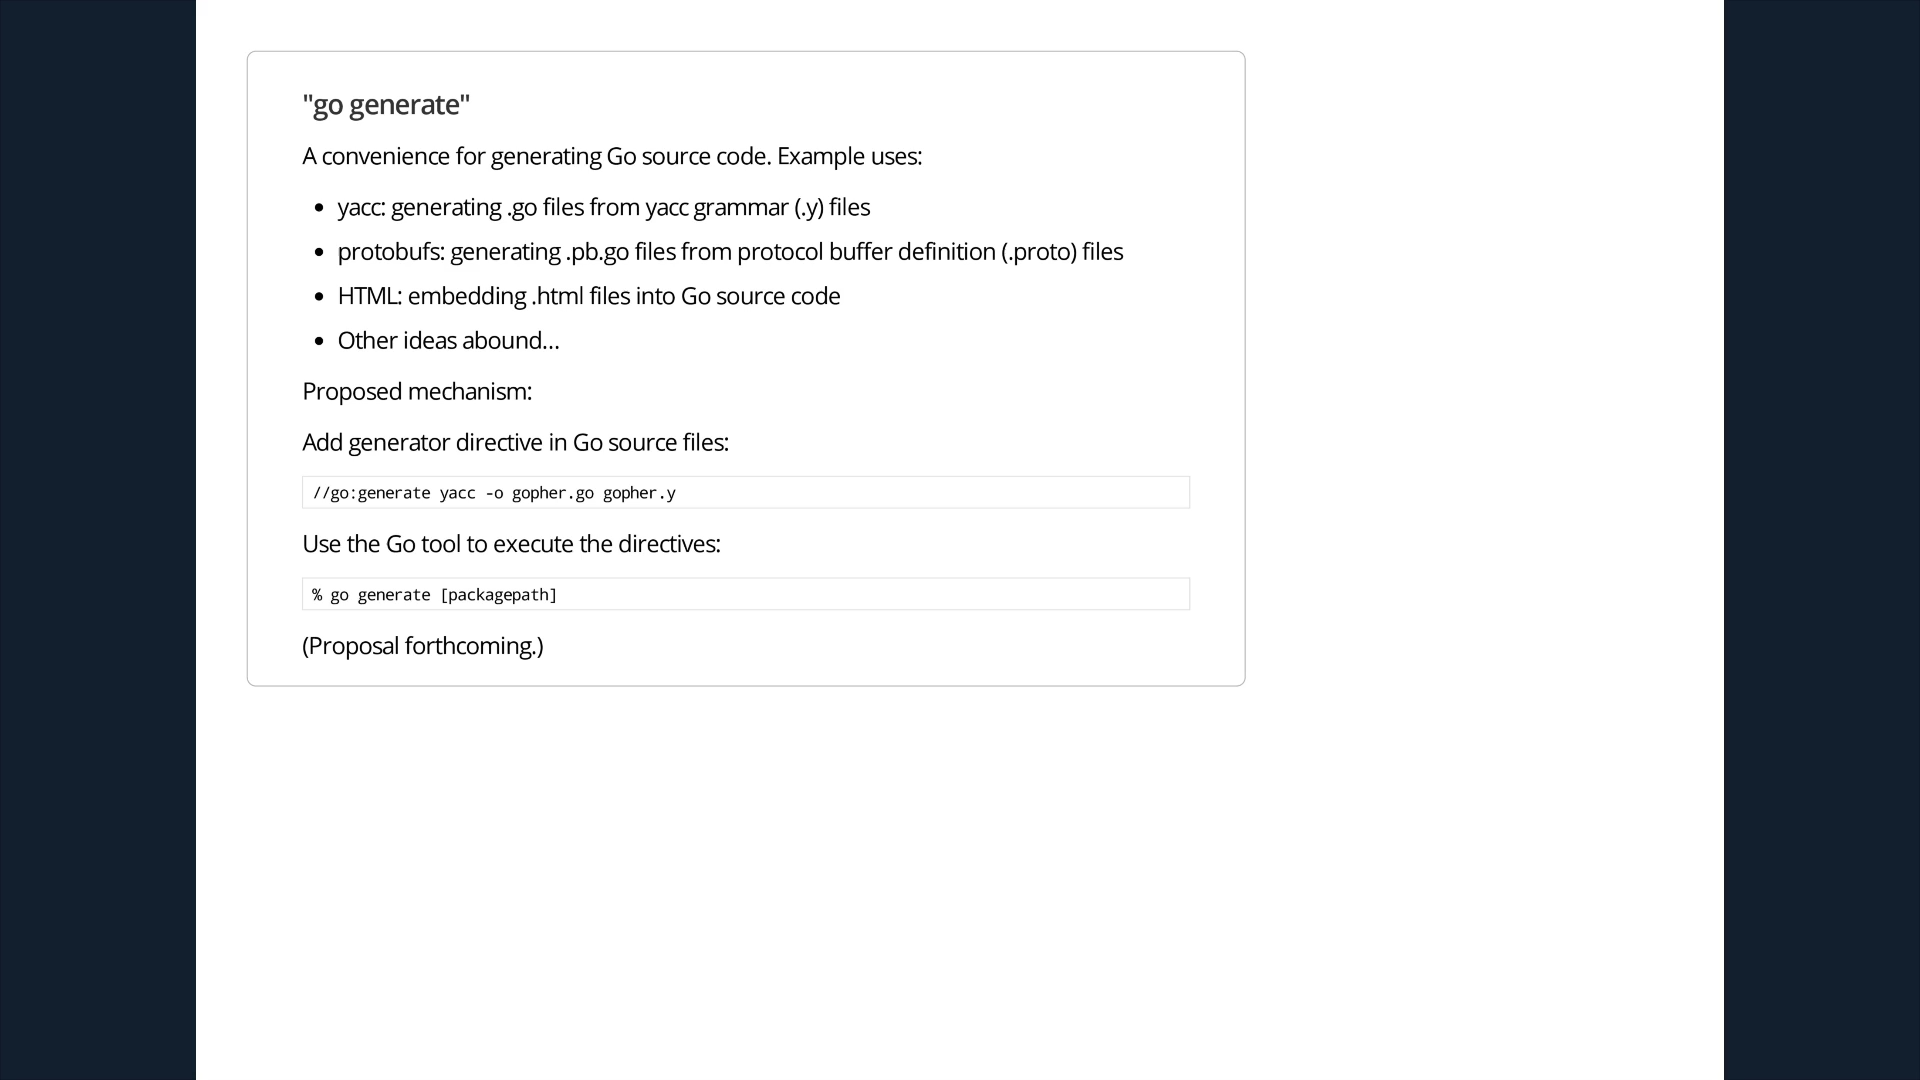 "go generate"
A convenience for generating Go source code. Example uses:
• yacc: generating .go files from yacc grammar (.y) files
• protobufs: generating .pb.go files from protocol buffer definition (.proto) files
• HTML: embedding .html files into Go source code
• Other ideas abound...
Proposed mechanism:
Add generator directive in Go source files:
//go:generate yacc -o gopher.go gopher.y
Use the Go tool to execute the directives:
% go generate [packagepath]
(Proposal forthcoming.)